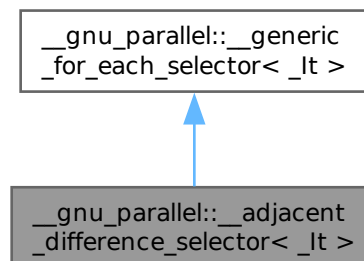 __gnu_parallel::__generic
_for_each_selector< _It >
__gnu_parallel::__adjacent
_difference_selector< _It >